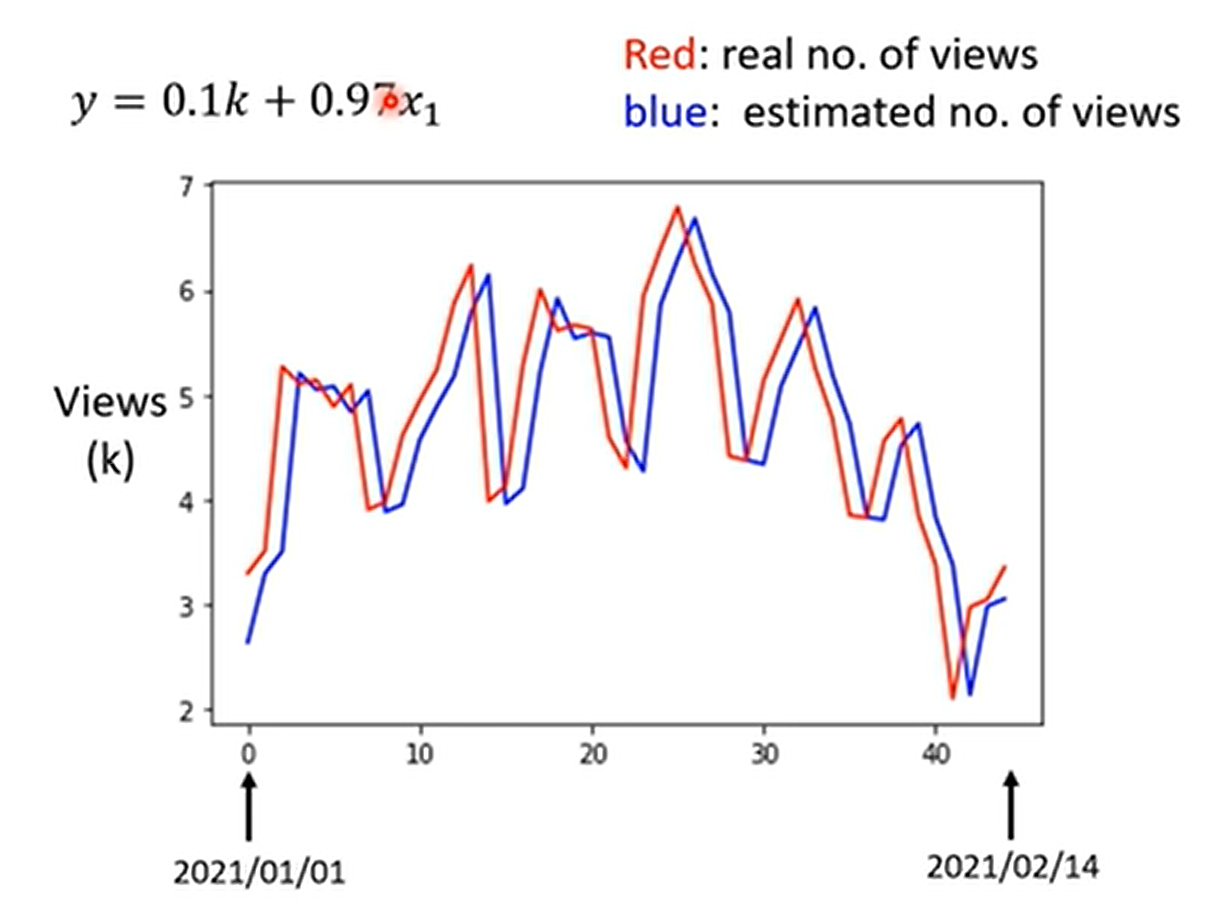 Red: real no. of views
y = 0.1k + 0.97x₁
blue: estimated no. of views
7
6
5
4
3
2
Views
(k)
0 10 20 30 40
2021/01/01
2021/02/14